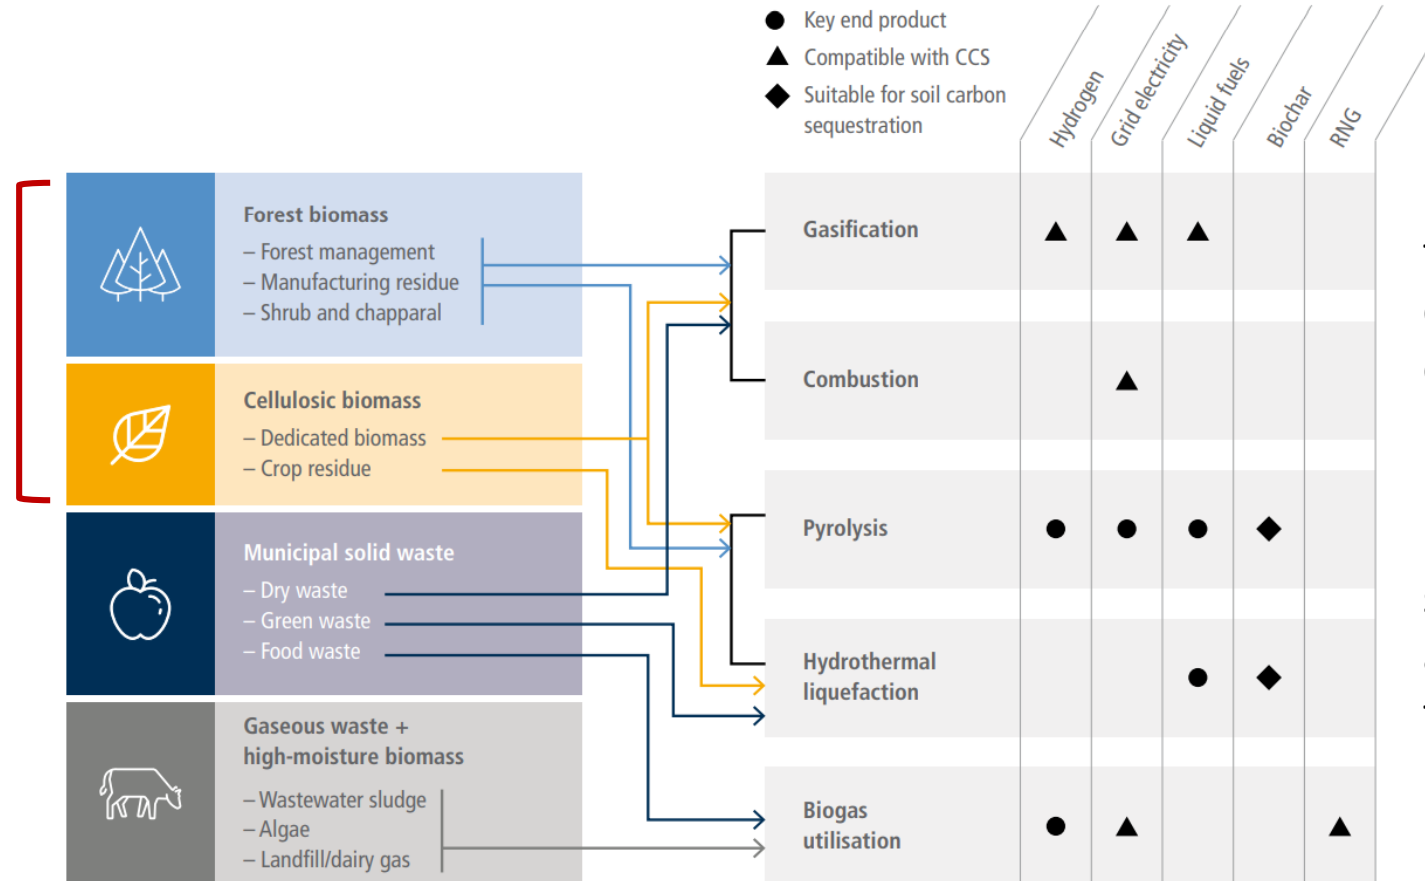 Key end product
Compatible with CCS
Suitable for soil carbon
sequestration
Hydrogen
Grid electricity
Liquid fuels
Biochar
RNG
Forest biomass
– Forest management
– Manufacturing residue
– Shrub and chapparal
Cellulosic biomass
– Dedicated biomass
– Crop residue
Municipal solid waste
– Dry waste
– Green waste
– Food waste
Gaseous waste +
high-moisture biomass
– Wastewater sludge
– Algae
– Landfill/dairy gas
Gasification
Combustion
Pyrolysis
Hydrothermal
liquefaction
Biogas
utilisation